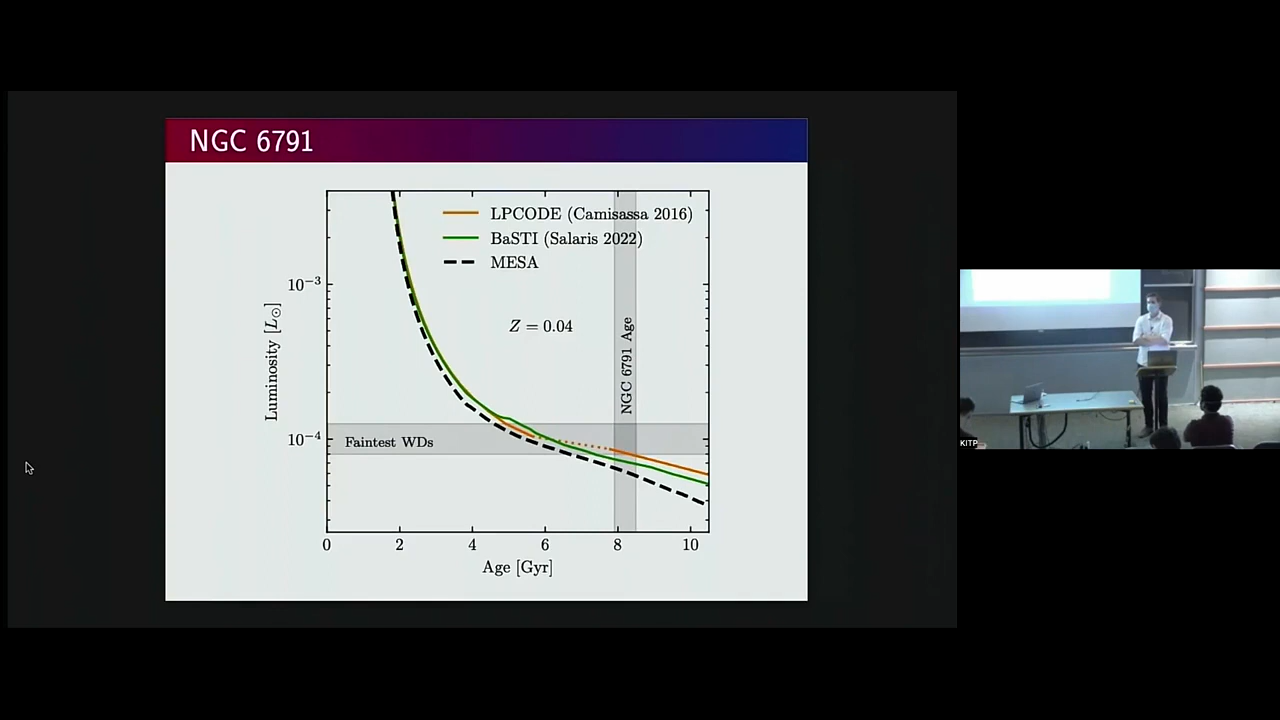 NGC 6791
LPCODE (Camisassa 2016)
BaSTI (Salaris 2022)
MESA
Z = 0.04
NGC 6791 Age
Faintest WDs
10⁻³
10⁻⁴
Luminosity [L⊙]
0 2 4 6 8 10
Age [Gyr]
KITP